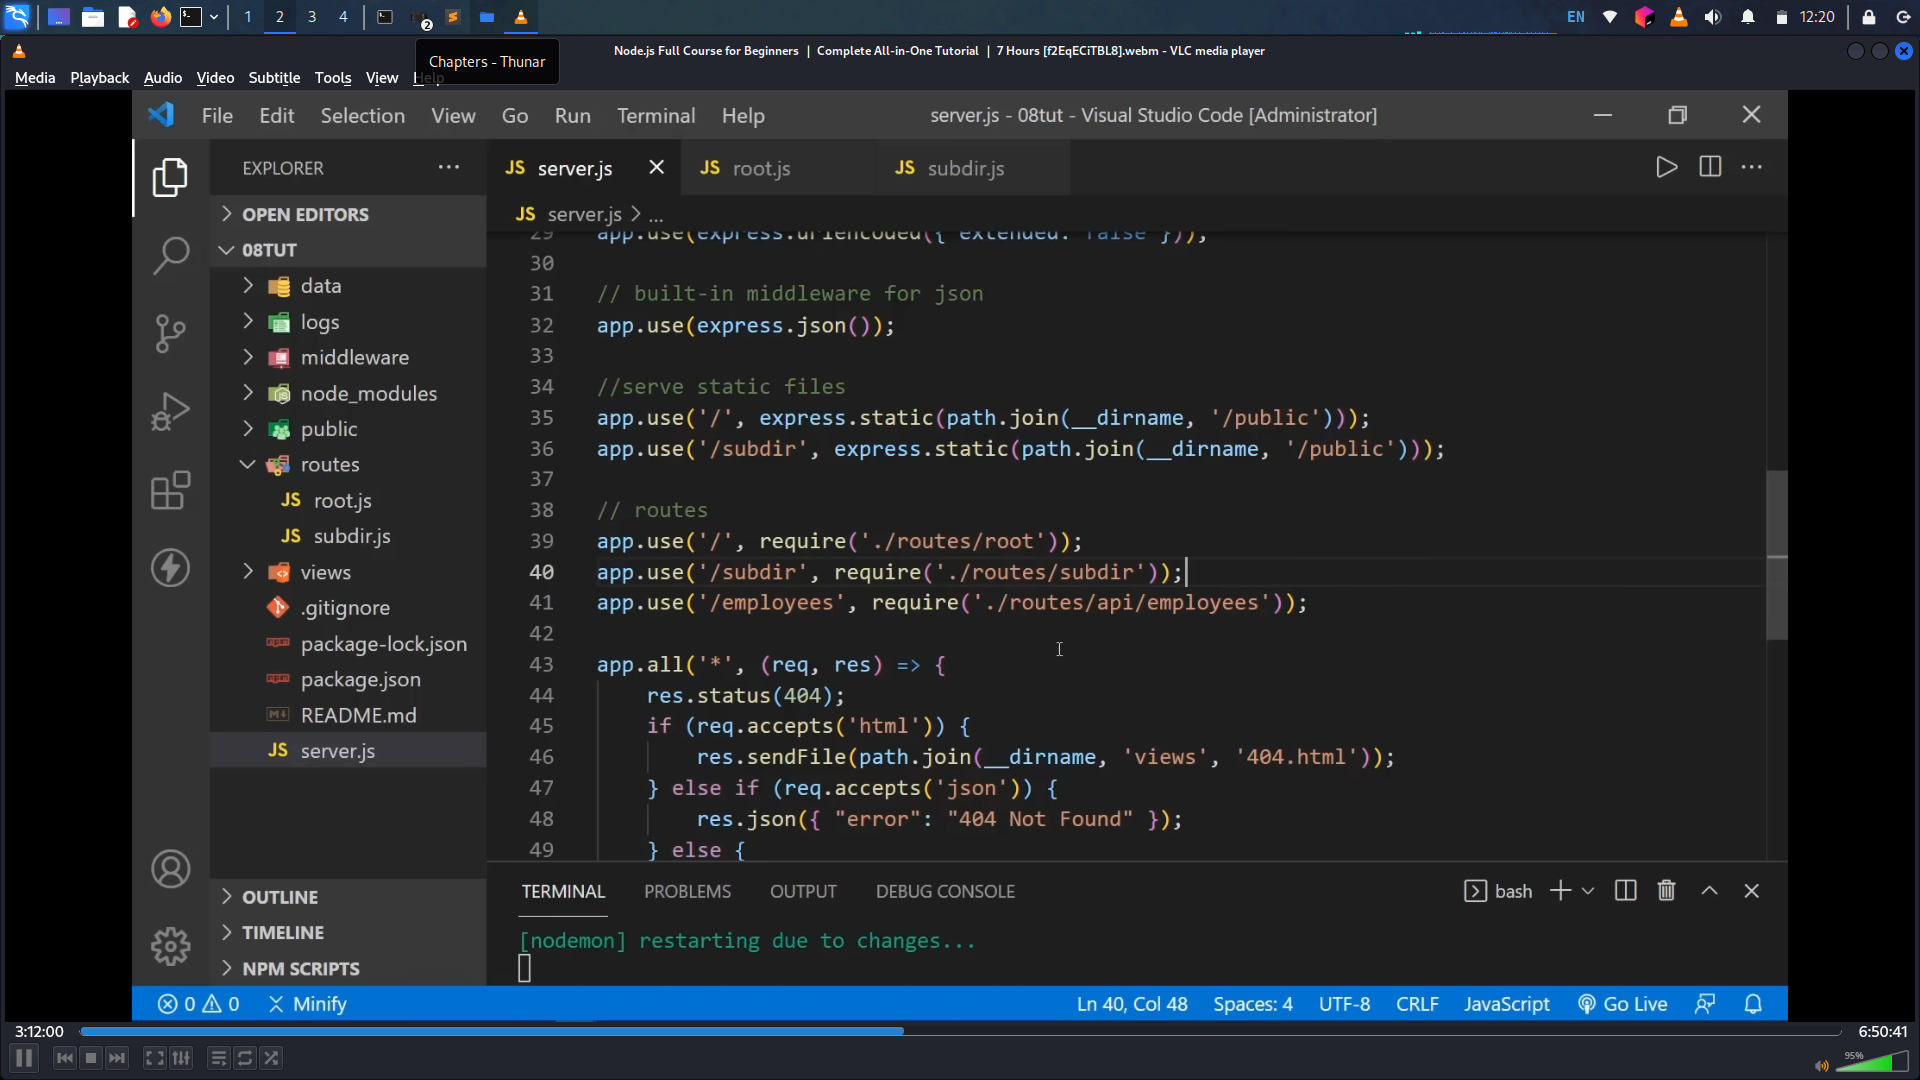 1 2 3 4 2 EN 12:20
Node.js Full Course for Beginners | Complete All-in-One Tutorial | 7 Hours [f2EqECiTBL8].webm - VLC media player
Chapters - Thunar
Media Playback Audio Video Subtitle Tools View Help
File Edit Selection View Go Run Terminal Help server.js - 08tut - Visual Studio Code [Administrator]
EXPLORER
JS server.js JS root.js JS subdir.js
OPEN EDITORS
JS server.js > ...
08TUT
data
logs
middleware
node_modules
public
routes
JS root.js
JS subdir.js
views
.gitignore
package-lock.json
package.json
README.md
JS server.js
OUTLINE
TIMELINE
NPM SCRIPTS
29 app.use(express.urlencoded({ extended: false }));
30
31 // built-in middleware for json
32 app.use(express.json());
33
34 //serve static files
35 app.use('/', express.static(path.join(__dirname, '/public')));
36 app.use('/subdir', express.static(path.join(__dirname, '/public')));
37
38 // routes
39 app.use('/', require('./routes/root'));
40 app.use('/subdir', require('./routes/subdir'));
41 app.use('/employees', require('./routes/api/employees'));
42
43 app.all('*', (req, res) => {
44 res.status(404);
45 if (req.accepts('html')) {
46 res.sendFile(path.join(__dirname, 'views', '404.html'));
47 } else if (req.accepts('json')) {
48 res.json({ "error": "404 Not Found" });
49 } else {
TERMINAL PROBLEMS OUTPUT DEBUG CONSOLE bash
[nodemon] restarting due to changes...
0 0 Minify Ln 40, Col 48 Spaces: 4 UTF-8 CRLF JavaScript Go Live
3:12:00 6:50:41
95%